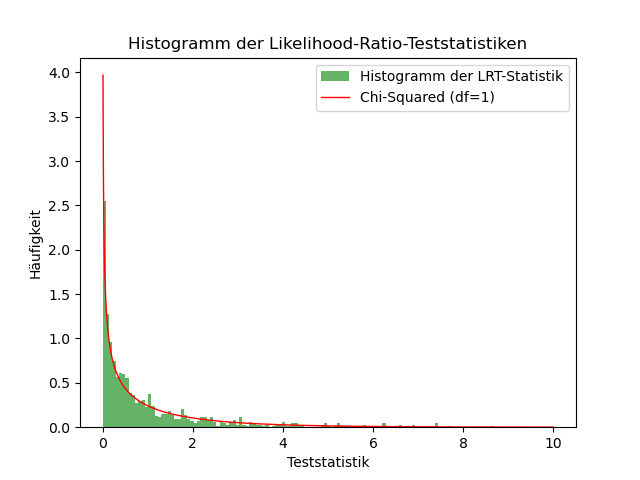 Histogramm der Likelihood-Ratio-Teststatistiken
Histogramm der LRT-Statistik
Chi-Squared (df=1)
4.0
3.5
3.0
2.5
2.0
1.5
1.0
0.5
0.0
Häufigkeit
0 2 4 6 8 10
Teststatistik